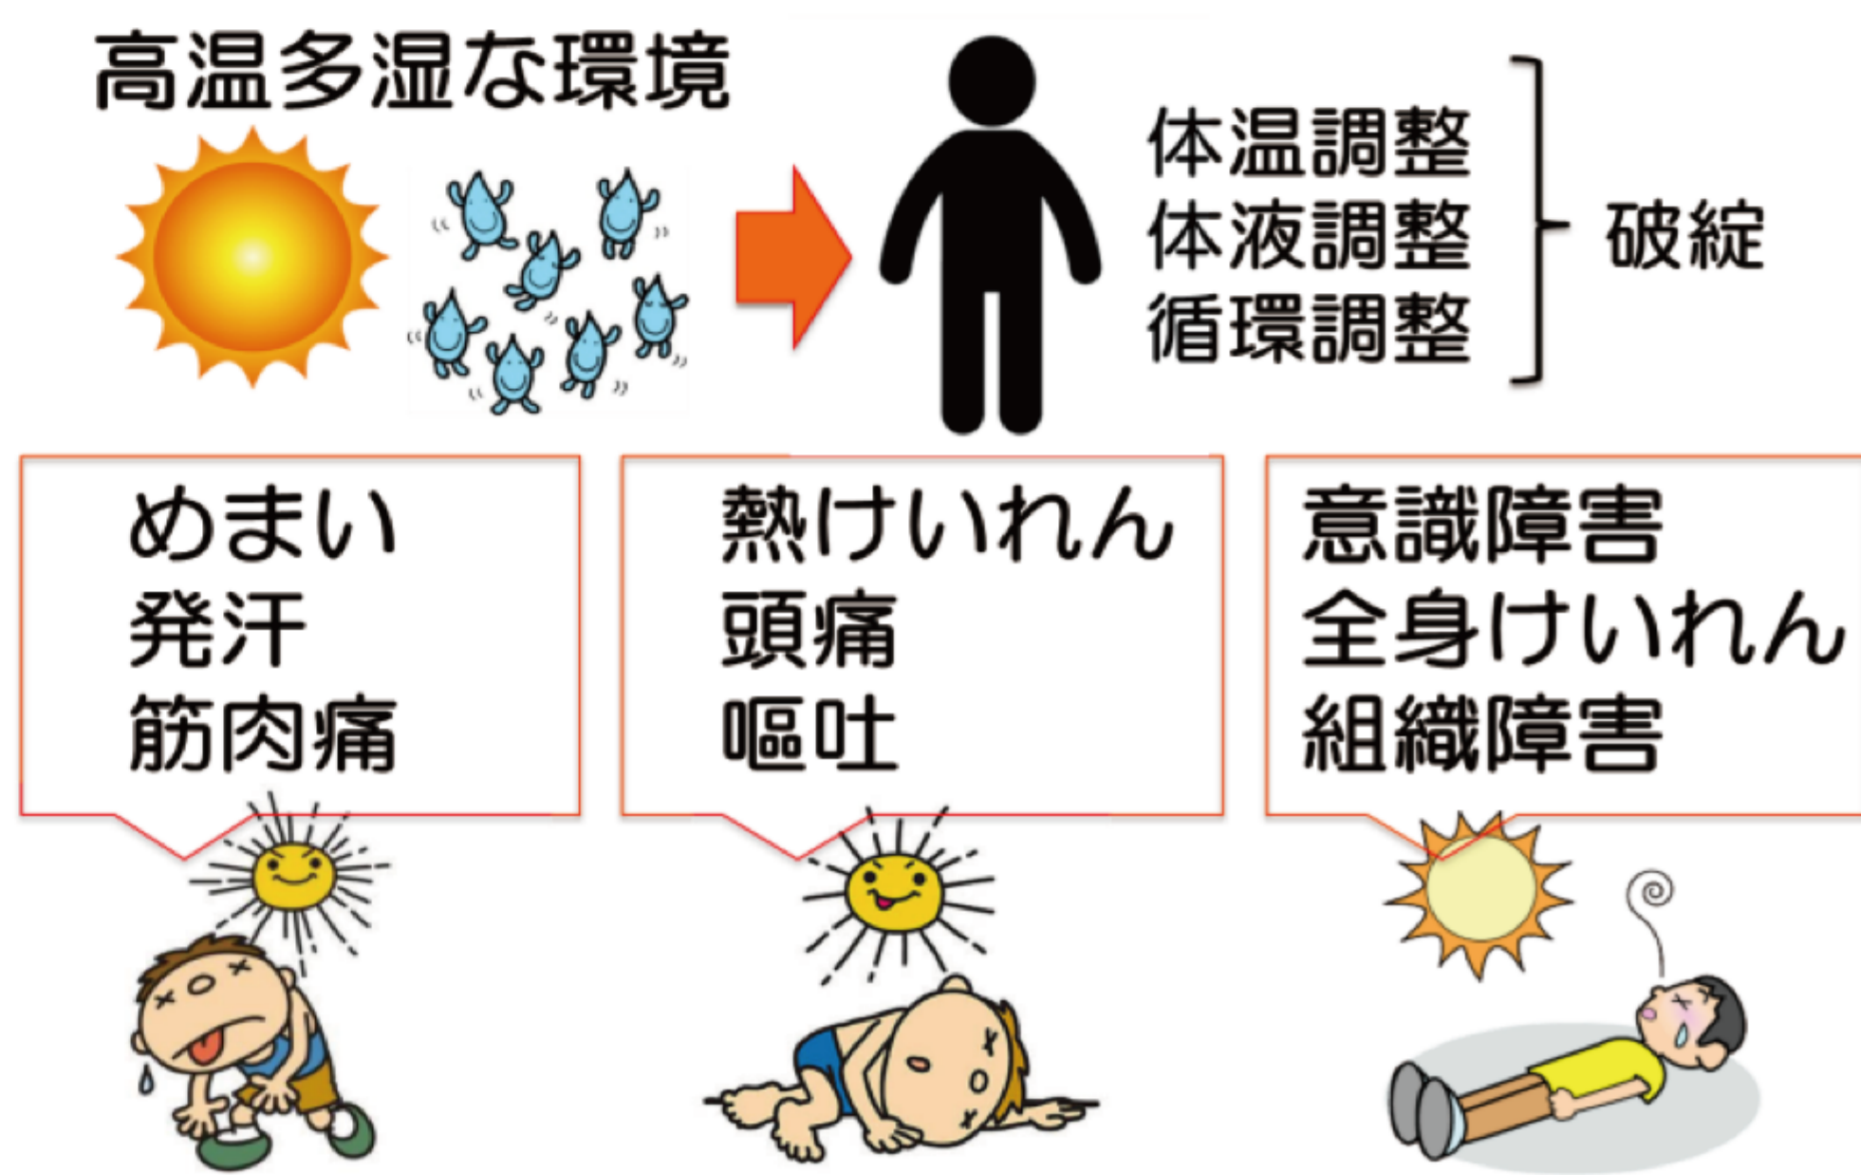 高温多湿な環境
体温調整
体液調整
循環調整
破綻
めまい
発汗
筋肉痛
熱けいれん
頭痛
嘔吐
意識障害
全身けいれん
組織障害